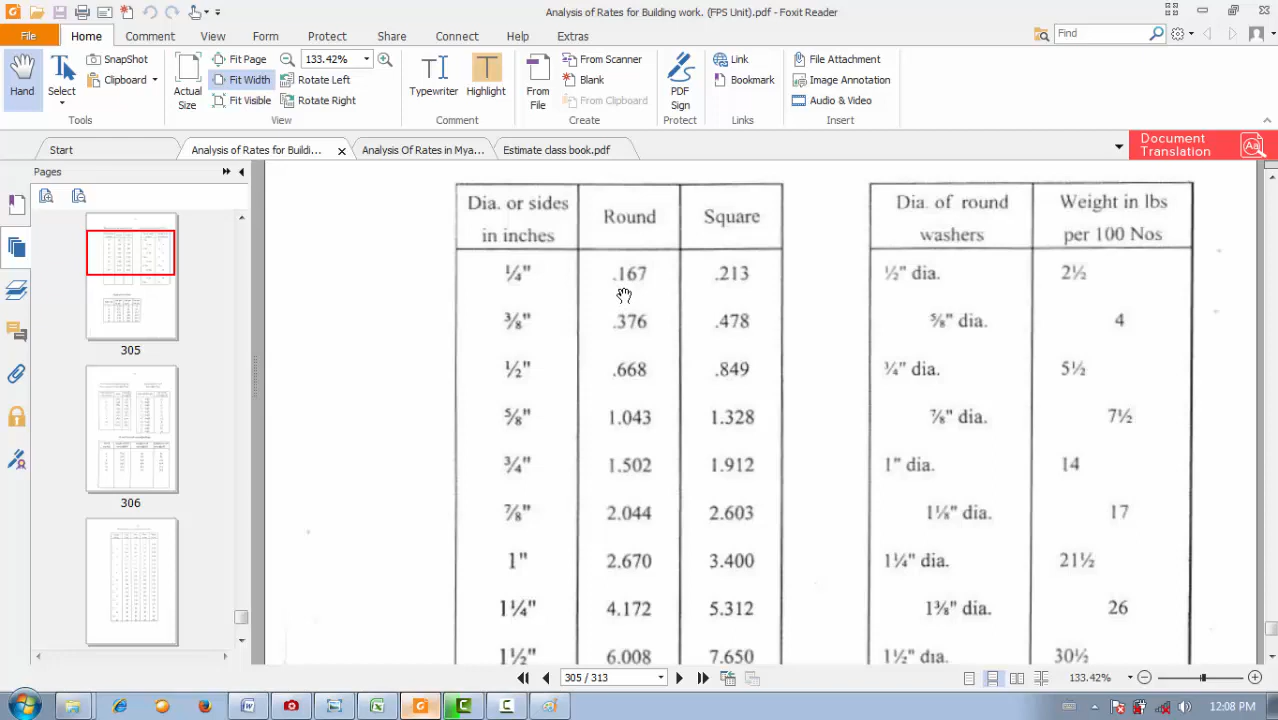 Analysis of Rates for Building work. (FPS Unit).pdf - Foxit Reader
File Home Comment View Form Protect Share Connect Help Extras
Find
Hand
Select
SnapShot
Clipboard
Tools
Actual Size
Fit Page
Fit Width
Fit Visible
133.42%
Rotate Left
Rotate Right
View
Typewriter
Highlight
Comment
From File
From Scanner
Blank
From Clipboard
Create
PDF Sign
Protect
Link
Bookmark
Links
File Attachment
Image Annotation
Audio & Video
Insert
Start
Analysis of Rates for Buildi...
Analysis Of Rates in Mya...
Estimate class book.pdf
Document
Translation
Pages
305
306
Dia. or sides in inches Round Square
¼" .167 .213
⅜" .376 .478
½" .668 .849
⅝" 1.043 1.328
¾" 1.502 1.912
⅞" 2.044 2.603
1" 2.670 3.400
1¼" 4.172 5.312
1½" 6.008 7.650
Dia. of round washers Weight in lbs per 100 Nos
½" dia. 2½
⅝" dia. 4
¾" dia. 5½
⅞" dia. 7½
1" dia. 14
1⅛" dia. 17
1¼" dia. 21½
1⅜" dia. 26
1½" dia. 30½
305 / 313
133.42%
12:08 PM